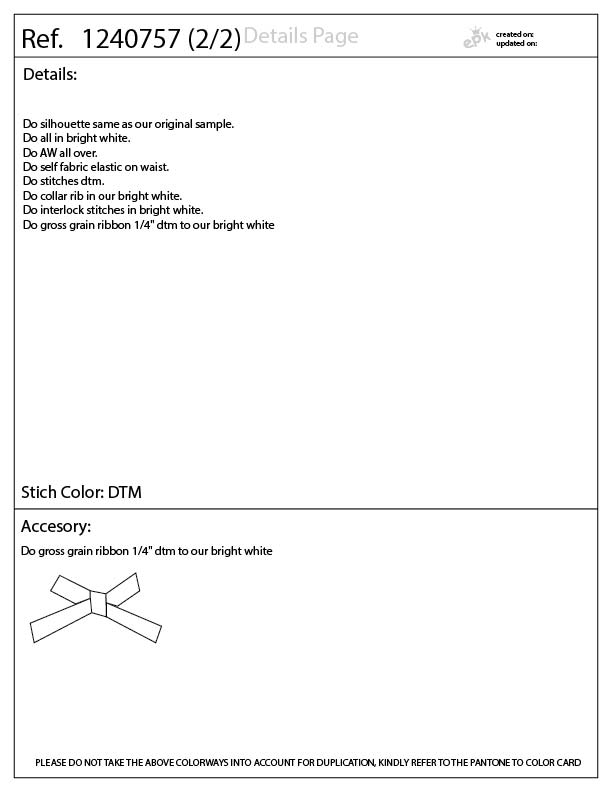 Ref. 1240757 (2/2) Details Page
epk
created on:
updated on:
Details:
Do silhouette same as our original sample.
Do all in bright white.
Do AW all over.
Do self fabric elastic on waist.
Do stitches dtm.
Do collar rib in our bright white.
Do interlock stitches in bright white.
Do gross grain ribbon 1/4" dtm to our bright white
Stich Color: DTM
Accesory:
Do gross grain ribbon 1/4" dtm to our bright white
PLEASE DO NOT TAKE THE ABOVE COLORWAYS INTO ACCOUNT FOR DUPLICATION, KINDLY REFER TO THE PANTONE TO COLOR CARD